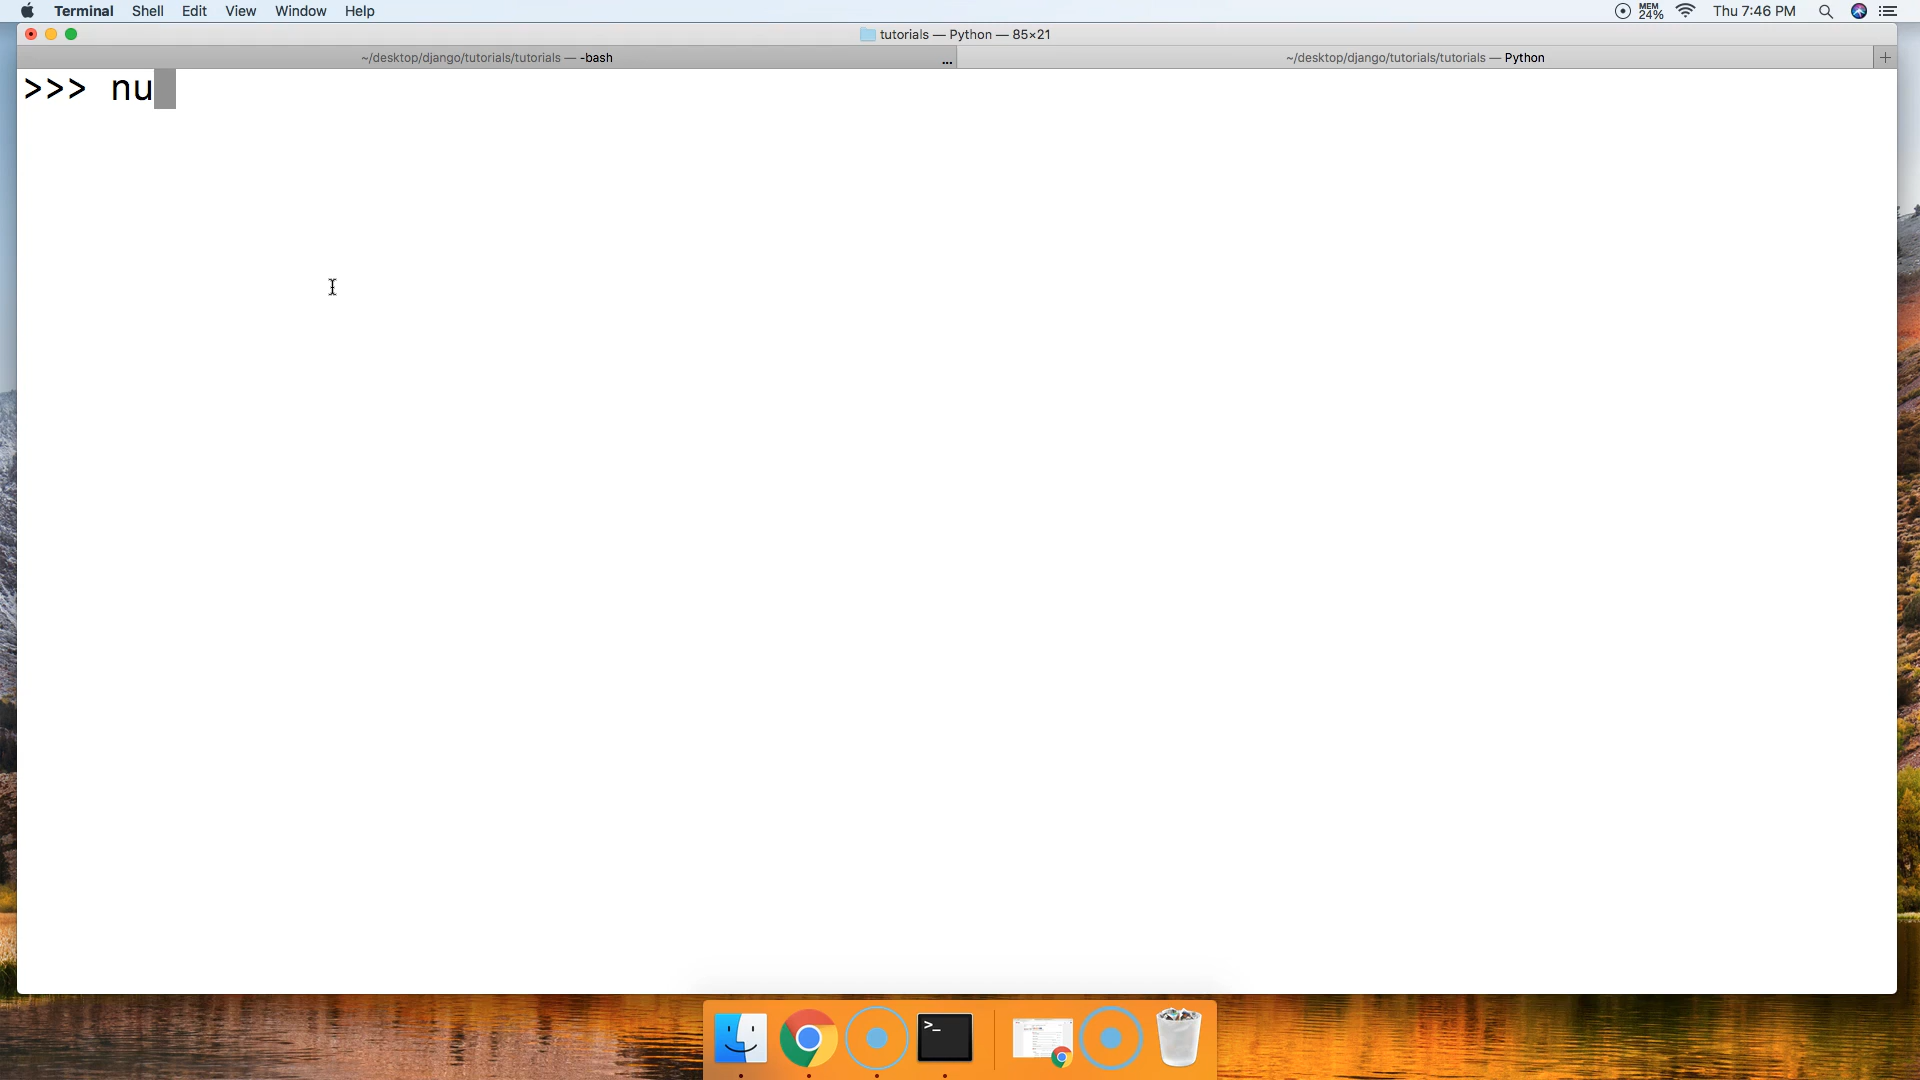 Terminal Shell Edit View Window Help MEM 24% Thu 7:46 PM
tutorials — Python — 85×21
~/desktop/django/tutorials/tutorials — -bash ... ~/desktop/django/tutorials/tutorials — Python +
>>> nu
>_